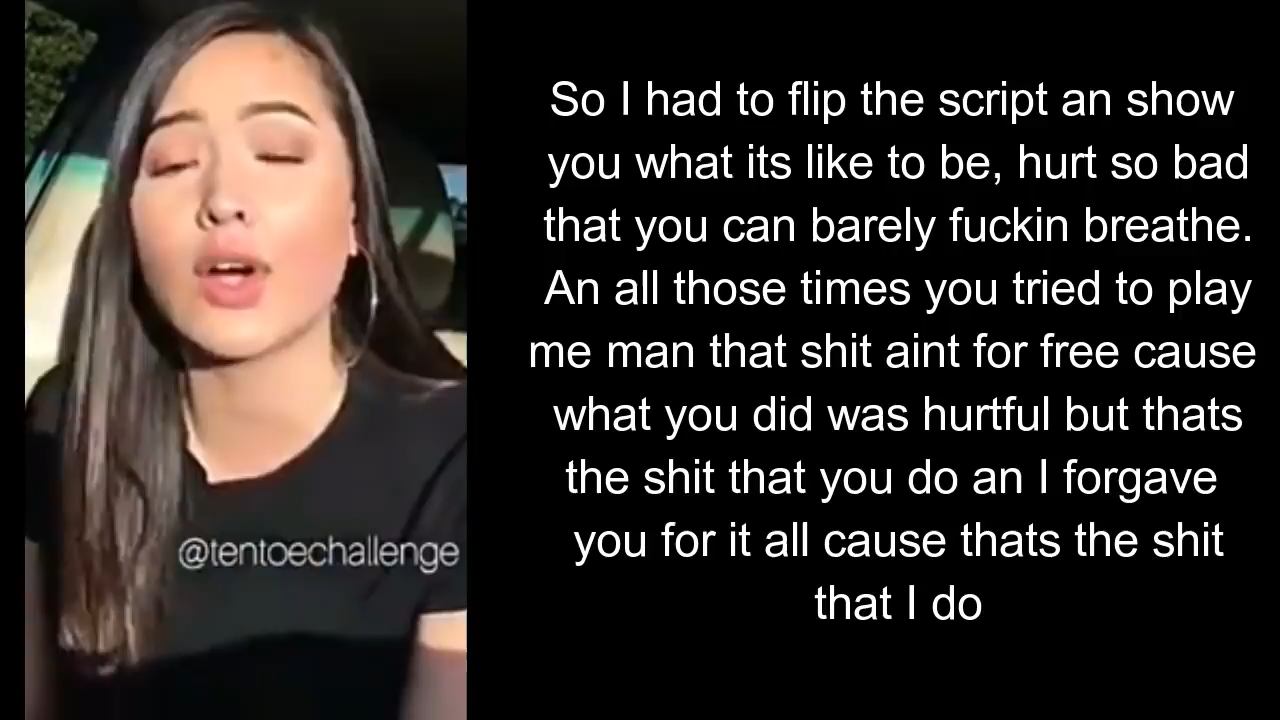 So I had to flip the script an show
you what its like to be, hurt so bad
that you can barely fuckin breathe.
An all those times you tried to play
me man that shit aint for free cause
what you did was hurtful but thats
the shit that you do an I forgave
you for it all cause thats the shit
that I do
@tentoechallenge